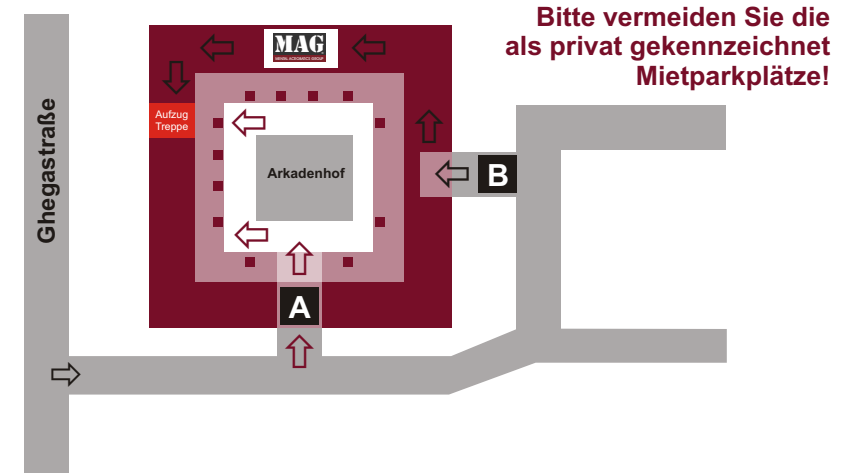 Bitte vermeiden Sie die
als privat gekennzeichnet
Mietparkplätze!
MAG
Aufzug
Treppe
Ghegastraße
Arkadenhof
B
A